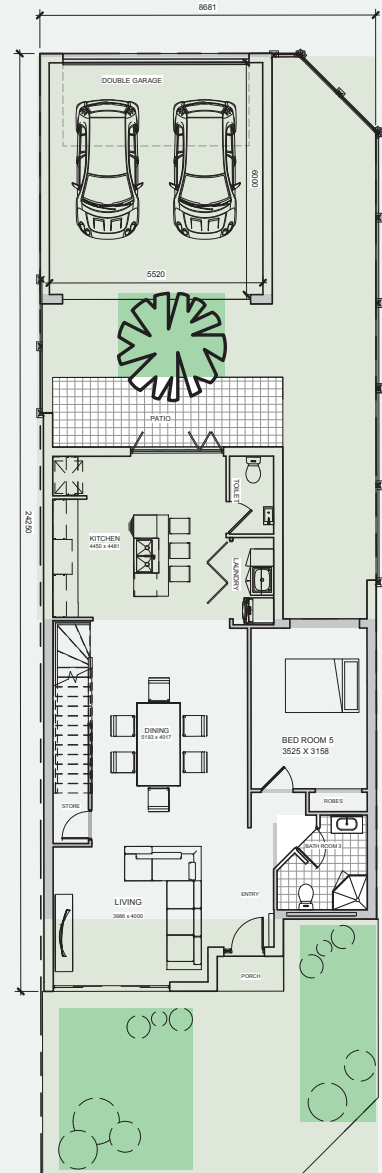 8681
DOUBLE GARAGE
6000
5520
PATIO
24250
TOILET
KITCHEN
4450 x 4481
LAUNDRY
DINING
5193 x 4017
BED ROOM 5
3525 X 3158
STORE
ROBES
BATH ROOM 3
LIVING
3986 x 4000
ENTRY
PORCH